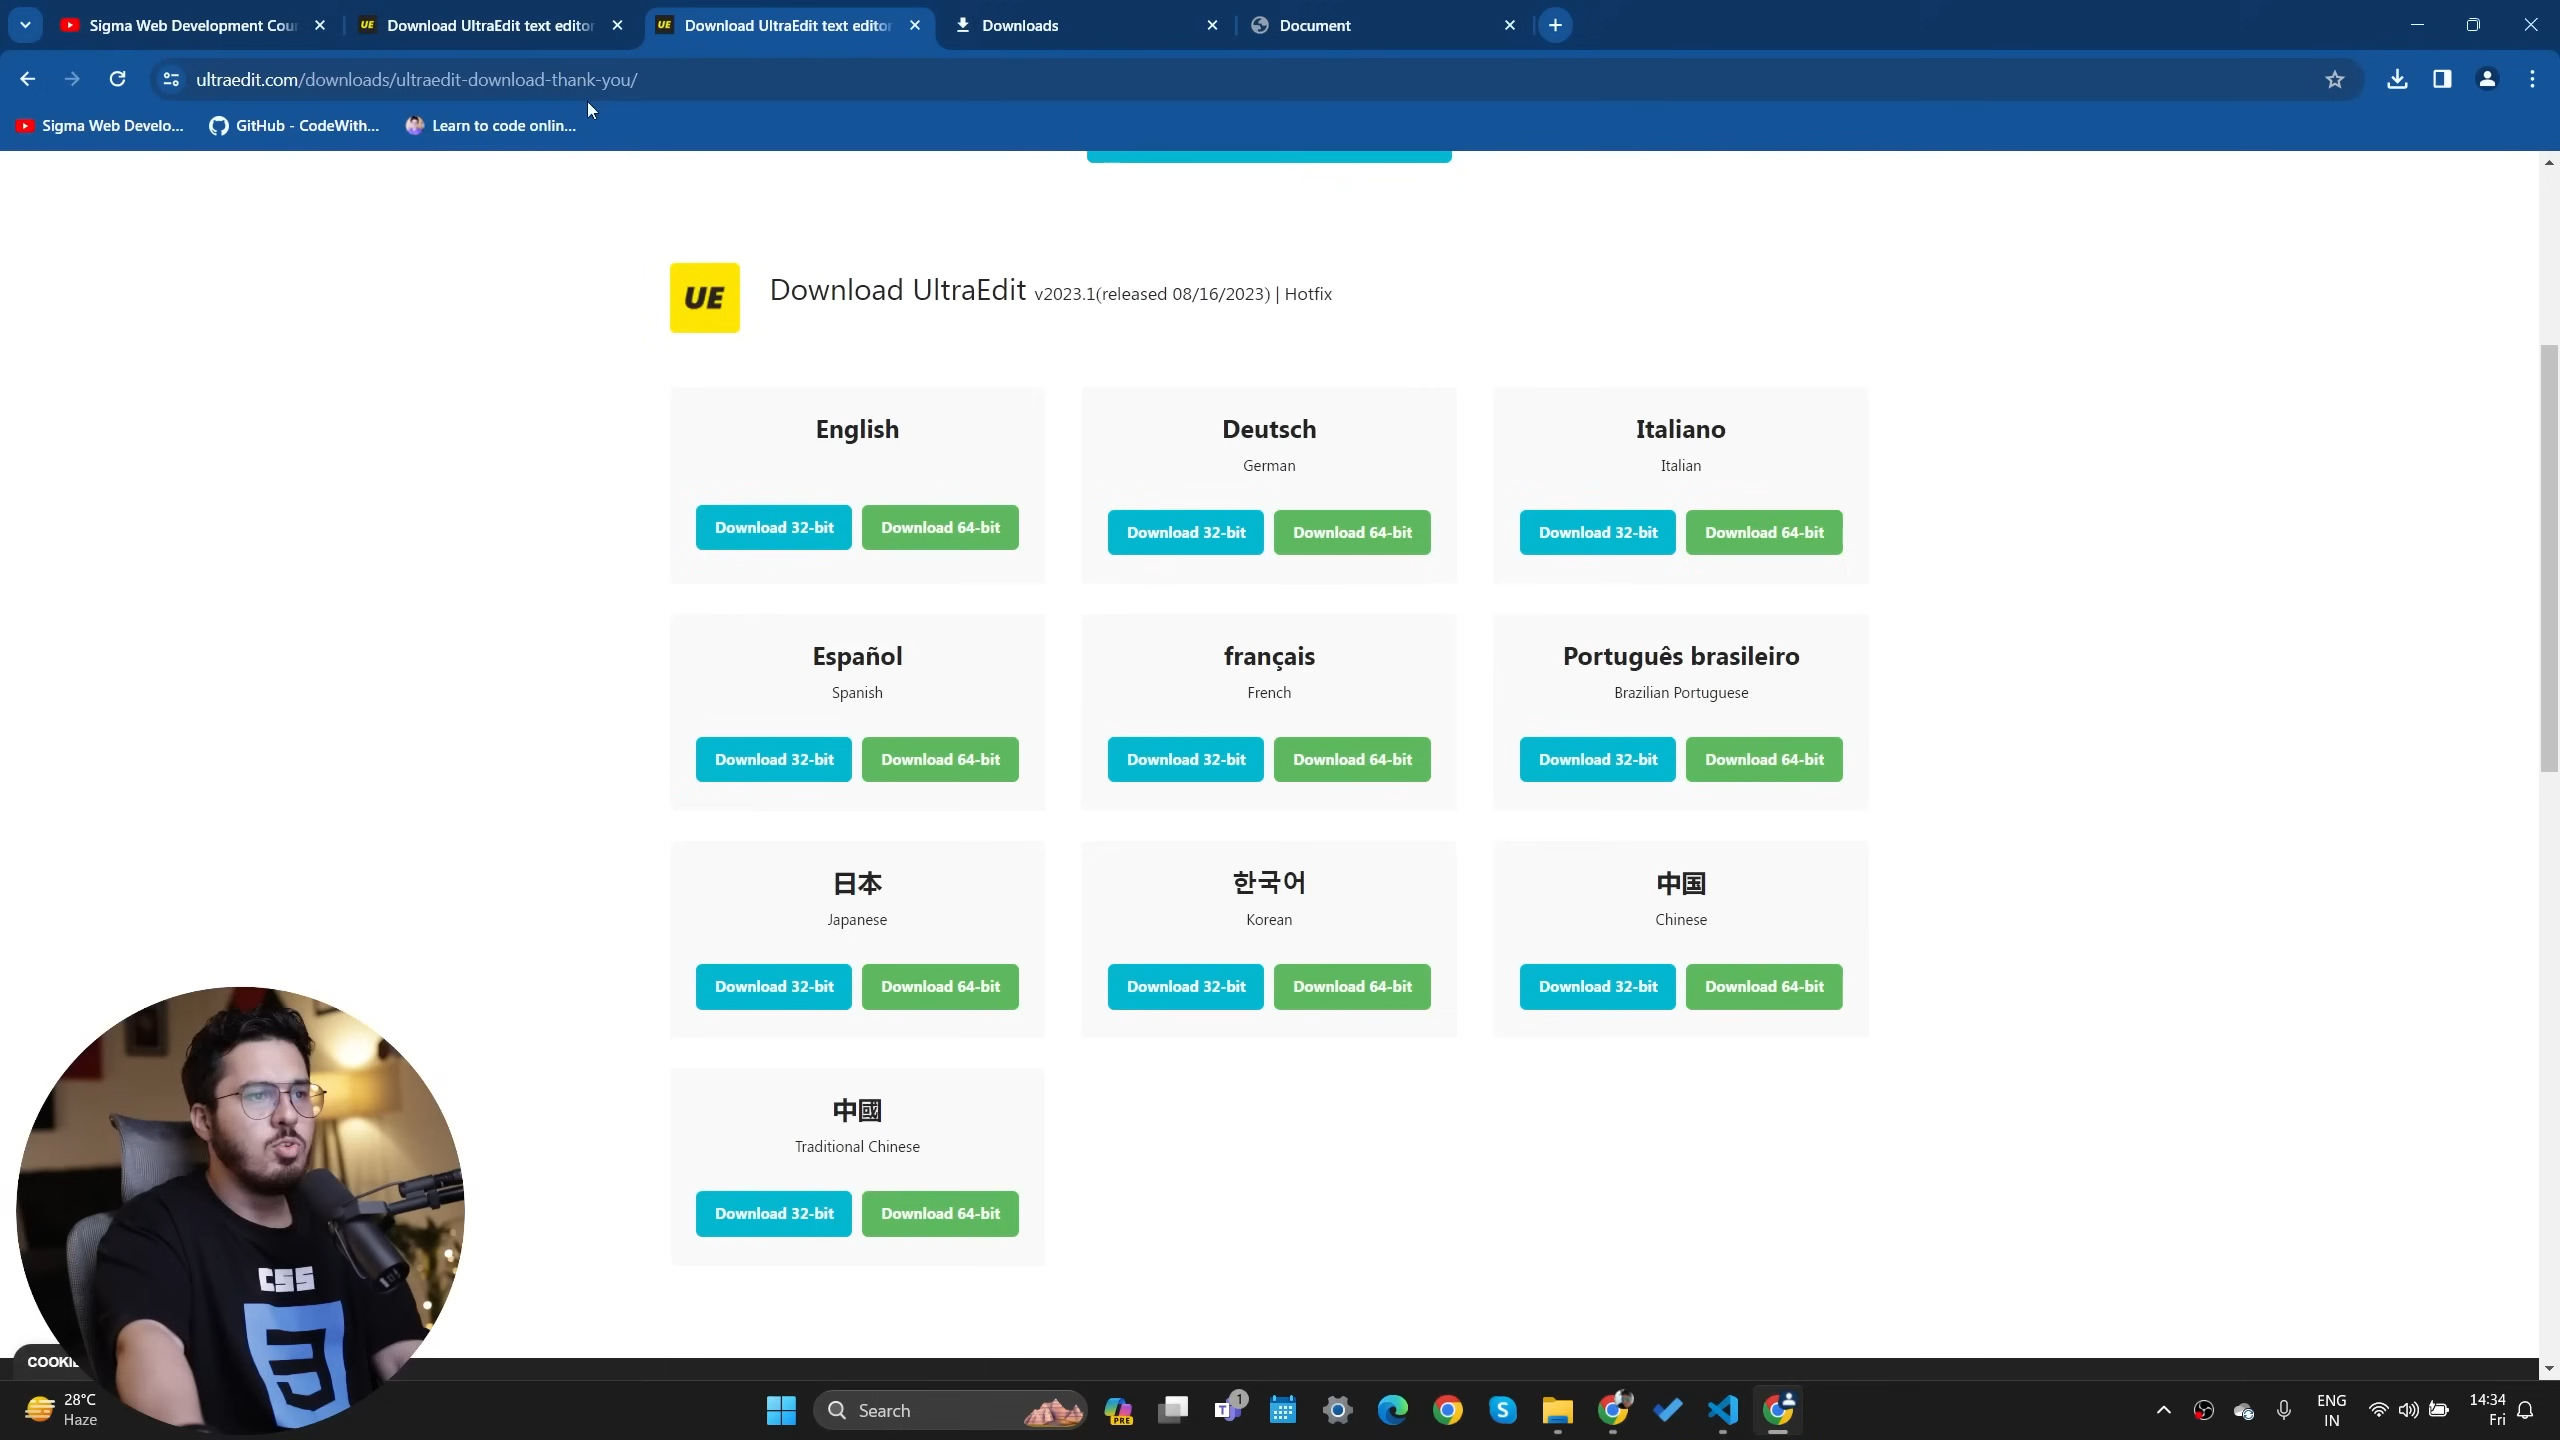 Sigma Web Development Cour
Download UltraEdit text editor
Download UltraEdit text editor
Downloads
Document
ultraedit.com/downloads/ultraedit-download-thank-you/
Sigma Web Develo...
GitHub - CodeWith...
Learn to code onlin...
UE
Download UltraEdit v2023.1(released 08/16/2023) | Hotfix
English
Download 32-bit
Download 64-bit
Deutsch
German
Download 32-bit
Download 64-bit
Italiano
Italian
Download 32-bit
Download 64-bit
Español
Spanish
Download 32-bit
Download 64-bit
français
French
Download 32-bit
Download 64-bit
Português brasileiro
Brazilian Portuguese
Download 32-bit
Download 64-bit
日本
Japanese
Download 32-bit
Download 64-bit
한국어
Korean
Download 32-bit
Download 64-bit
中国
Chinese
Download 32-bit
Download 64-bit
中國
Traditional Chinese
Download 32-bit
Download 64-bit
CSS
28°C
Haze
Search
PRE
1
ENG
IN
14:34
Fri